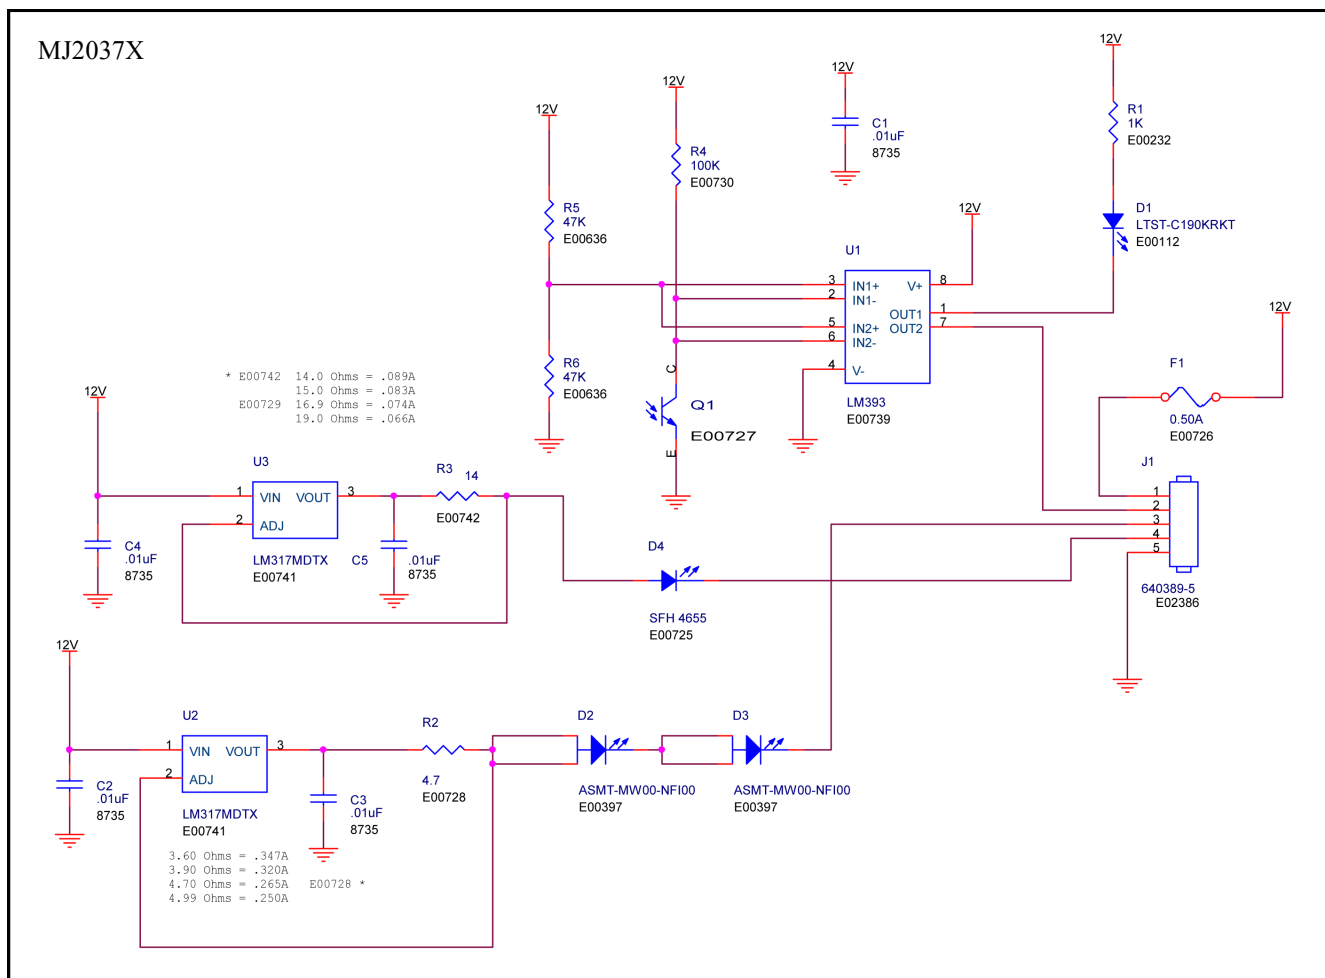 MJ2037X
12V
R1
1K
E00232
12V
C1
.01uF
8735
12V
R4
100K
E00730
12V
R5
47K
E00636
12V
D1
LTST-C190KRKT
E00112
U1
3 IN1+ V+ 8
2 IN1-
OUT1 1
5 IN2+ OUT2 7
6 IN2-
4 V-
LM393
E00739
12V
F1
0.50A
E00726
R6
47K
E00636
C
Q1
E00727
E
* E00742 14.0 Ohms = .089A
15.0 Ohms = .083A
E00729 16.9 Ohms = .074A
19.0 Ohms = .066A
12V
U3
1 VIN VOUT 3
2 ADJ
LM317MDTX
E00741
R3
14
E00742
C4
.01uF
8735
C5
.01uF
8735
D4
SFH 4655
E00725
J1
1
2
3
4
5
640389-5
E02386
12V
U2
1 VIN VOUT 3
2 ADJ
LM317MDTX
E00741
R2
4.7
E00728
C2
.01uF
8735
C3
.01uF
8735
D2
ASMT-MW00-NFI00
E00397
D3
ASMT-MW00-NFI00
E00397
3.60 Ohms = .347A
3.90 Ohms = .320A
4.70 Ohms = .265A E00728 *
4.99 Ohms = .250A